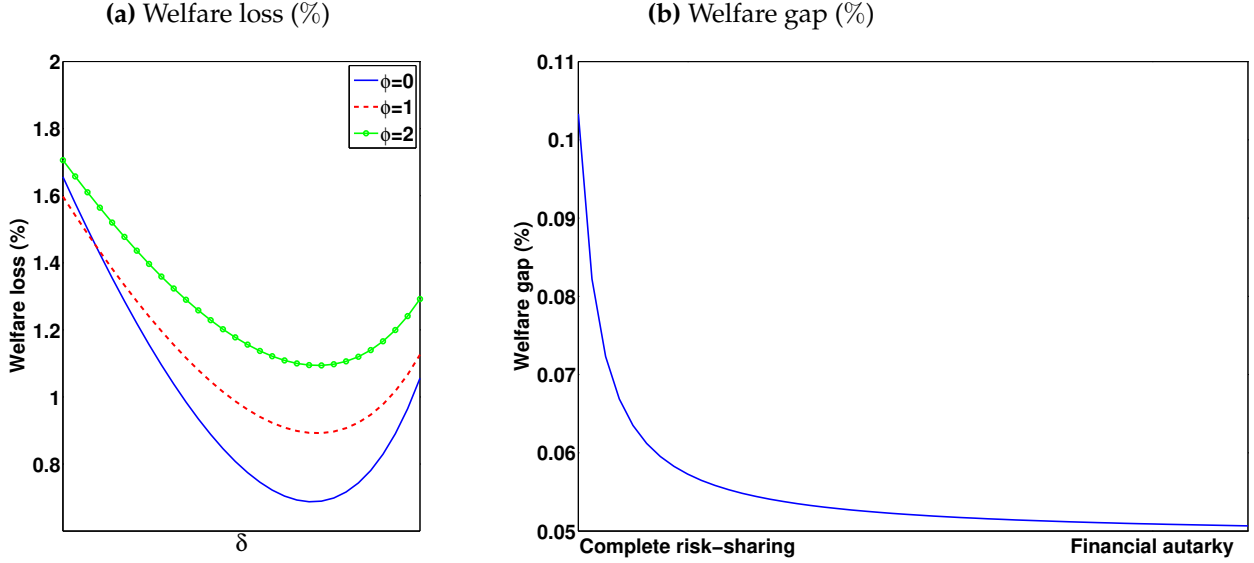 (a) Welfare loss (%)
2
1.8
1.6
1.4
1.2
1
0.8
Welfare loss (%)
δ
ϕ=0
ϕ=1
ϕ=2
(b) Welfare gap (%)
0.11
0.1
0.09
0.08
0.07
0.06
0.05
Welfare gap (%)
Complete risk−sharing
Financial autarky